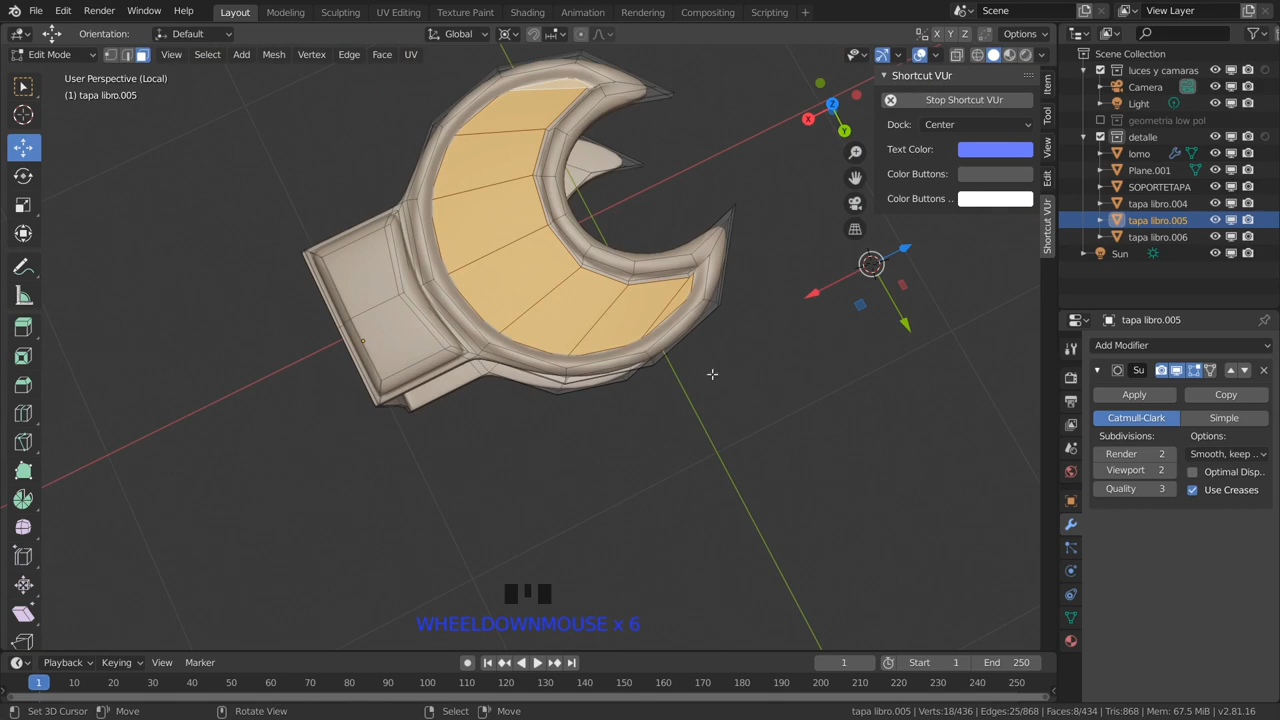 File Edit Render Window Help Layout Modeling Sculpting UV Editing Texture Paint Shading Animation Rendering Compositing Scripting + Scene View Layer
Orientation: Default Global X Y Z Options
Edit Mode View Select Add Mesh Vertex Edge Face UV
User Perspective (Local)
(1) tapa libro.005
Shortcut VUr
Stop Shortcut VUr
Dock: Center
Text Color:
Color Buttons:
Color Buttons ..
Item
Tool
View
Edit
Shortcut VUr
X
Y
Z
Scene Collection
luces y camaras
Camera
Light
geometria low pol
detalle
lomo
Plane.001
SOPORTETAPA
tapa libro.004
tapa libro.005
tapa libro.006
Sun
tapa libro.005
Add Modifier
Su
Apply Copy
Catmull-Clark Simple
Subdivisions: Options:
Render 2 Smooth, keep ..
Viewport 2 Optimal Disp..
Quality 3 Use Creases
WHEELDOWNMOUSE x 6
Playback Keying View Marker 1 Start 1 End 250
1 10 20 30 40 50 60 70 80 90 100 110 120 130 140 150 160 170 180 190 200 210 220 230 240 250
Set 3D Cursor Move Rotate View Select Move tapa libro.005 | Verts:18/436 | Edges:25/868 | Faces:8/434 | Tris:868 | Mem: 67.5 MiB | v2.81.16